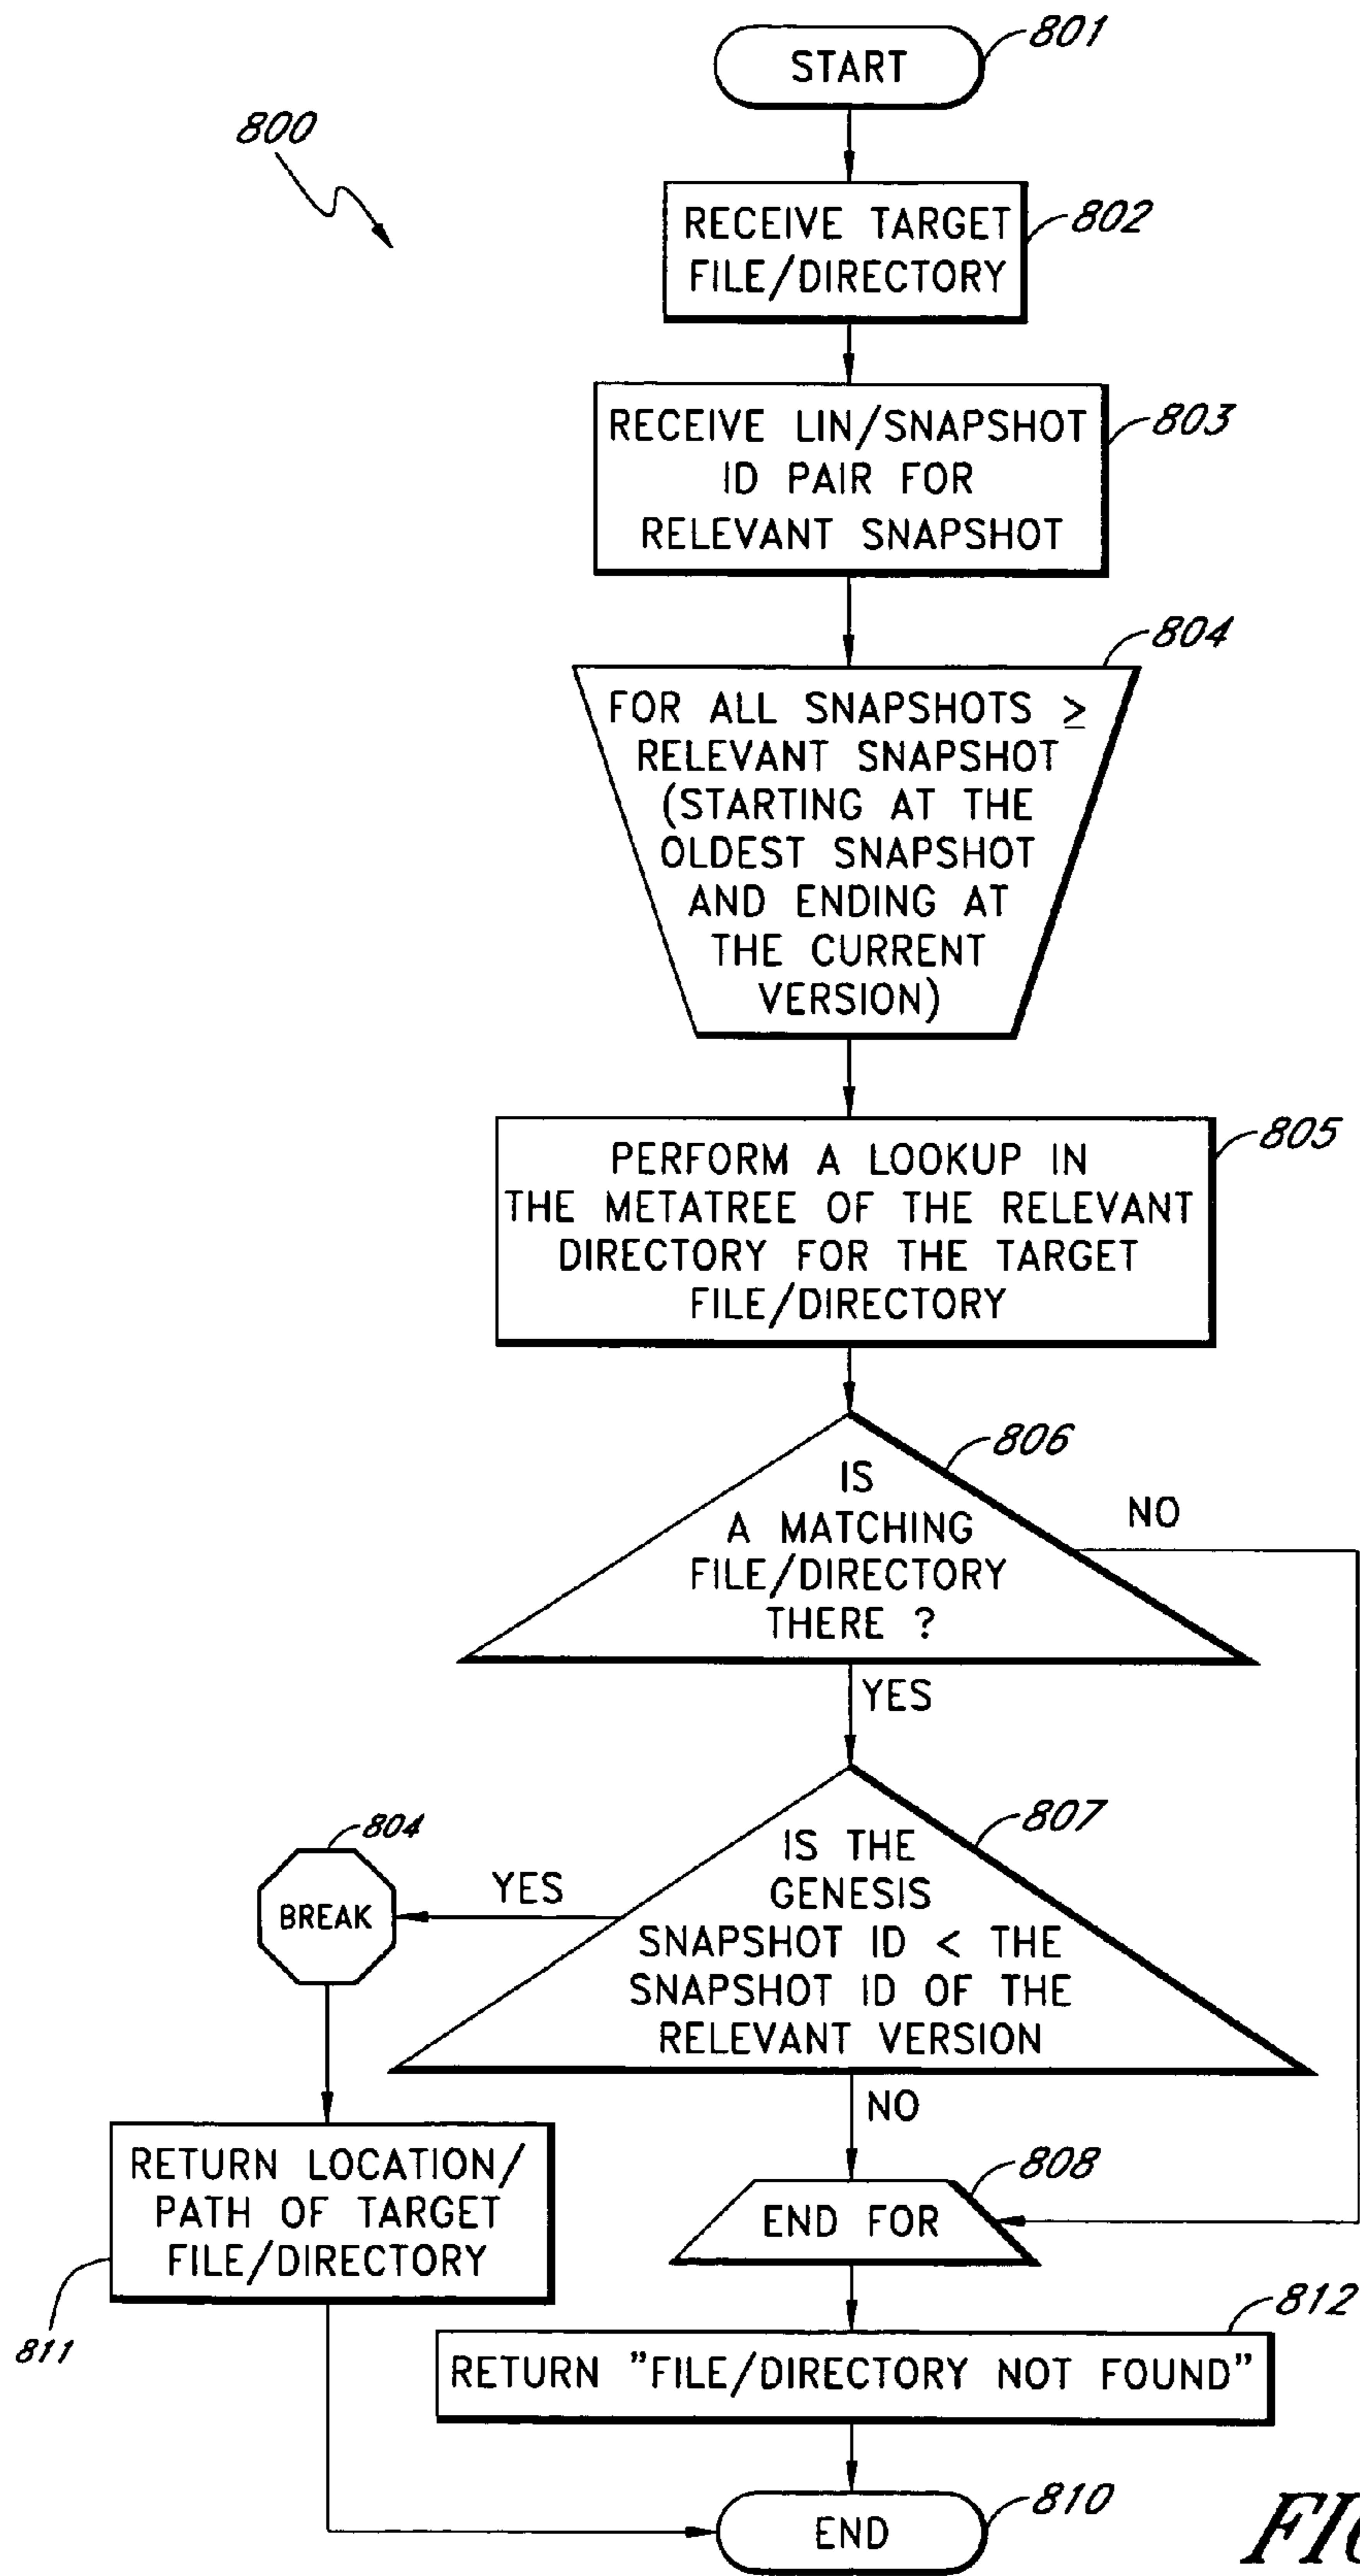 801
START
800
802
RECEIVE TARGET
FILE/DIRECTORY
803
RECEIVE LIN/SNAPSHOT
ID PAIR FOR
RELEVANT SNAPSHOT
804
FOR ALL SNAPSHOTS ≥
RELEVANT SNAPSHOT
(STARTING AT THE
OLDEST SNAPSHOT
AND ENDING AT
THE CURRENT
VERSION)
805
PERFORM A LOOKUP IN
THE METATREE OF THE RELEVANT
DIRECTORY FOR THE TARGET
FILE/DIRECTORY
806
IS
A MATCHING
FILE/DIRECTORY
THERE ?
NO
YES
807
IS THE
GENESIS
SNAPSHOT ID < THE
SNAPSHOT ID OF THE
RELEVANT VERSION
YES
804
BREAK
NO
RETURN LOCATION/
PATH OF TARGET
FILE/DIRECTORY
811
808
END FOR
812
RETURN "FILE/DIRECTORY NOT FOUND"
810
END